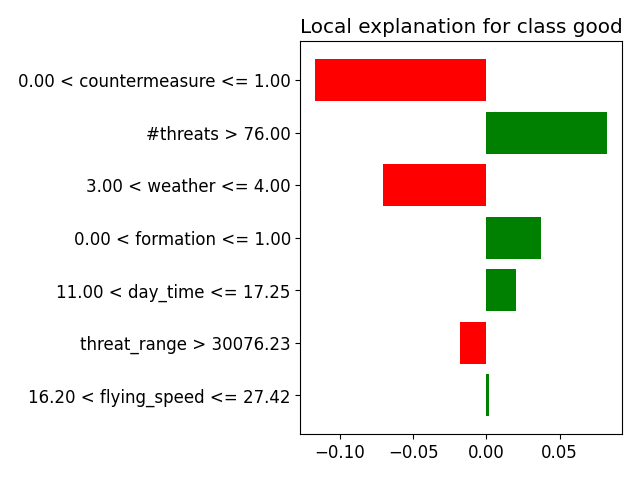 Local explanation for class good
0.00 < countermeasure <= 1.00
#threats > 76.00
3.00 < weather <= 4.00
0.00 < formation <= 1.00
11.00 < day_time <= 17.25
threat_range > 30076.23
16.20 < flying_speed <= 27.42
−0.10 −0.05 0.00 0.05